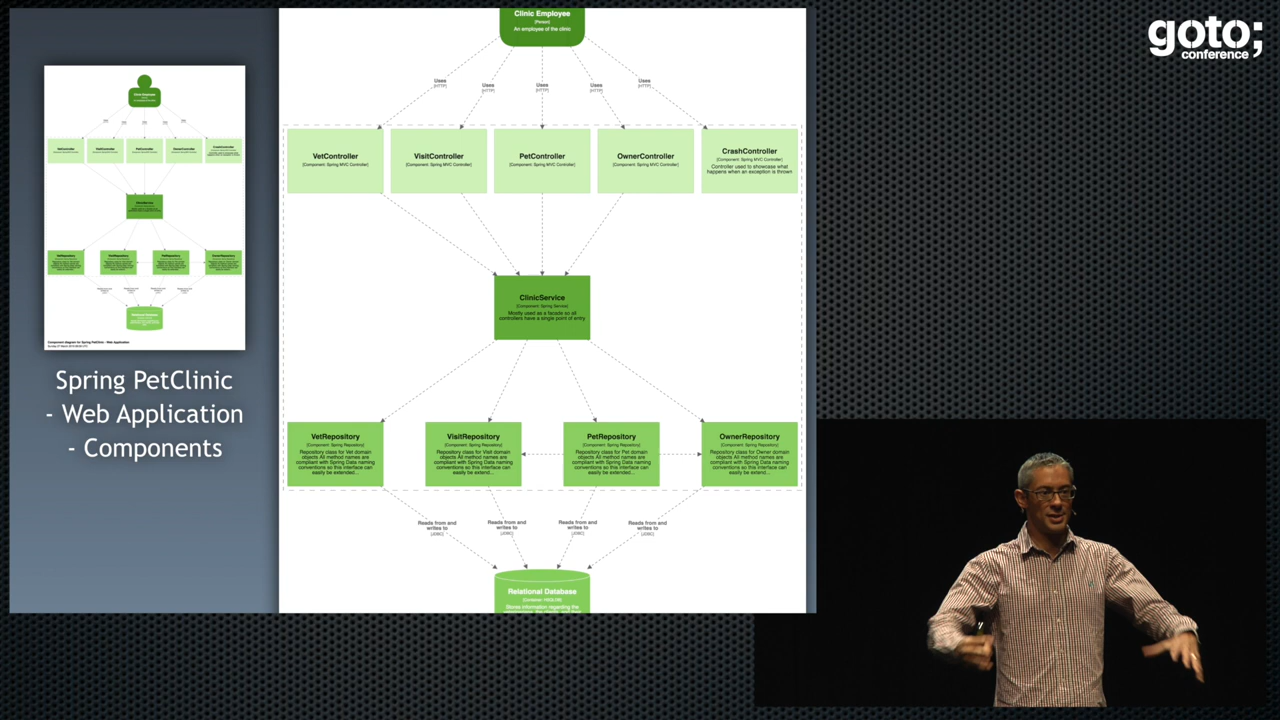 goto;
conference
Spring PetClinic
- Web Application
- Components
Clinic Employee
[Person]
An employee of the clinic
Uses
[HTTP]
Uses
[HTTP]
Uses
[HTTP]
Uses
[HTTP]
Uses
[HTTP]
VetController
[Component: Spring MVC Controller]
VisitController
[Component: Spring MVC Controller]
PetController
[Component: Spring MVC Controller]
OwnerController
[Component: Spring MVC Controller]
CrashController
[Component: Spring MVC Controller]
Controller used to showcase what
happens when an exception is thrown
ClinicService
[Component: Spring Service]
Mostly used as a facade so all
controllers have a single point of entry
VetRepository
[Component: Spring Repository]
Repository class for Vet domain
objects All method names are
compliant with Spring Data naming
conventions so this interface can
easily be extended...
VisitRepository
[Component: Spring Repository]
Repository class for Visit domain
objects All method names are
compliant with Spring Data naming
conventions so this interface can
easily be extend...
PetRepository
[Component: Spring Repository]
Repository class for Pet domain
objects All method names are
compliant with Spring Data naming
conventions so this interface can
easily be extended...
OwnerRepository
[Component: Spring Repository]
Repository class for Owner domain
objects All method names are
compliant with Spring Data naming
conventions so this interface can
easily be extend...
Reads from and
writes to
[JDBC]
Reads from and
writes to
[JDBC]
Reads from and
writes to
[JDBC]
Reads from and
writes to
[JDBC]
Relational Database
[Container: HSQLDB]
Stores information regarding the